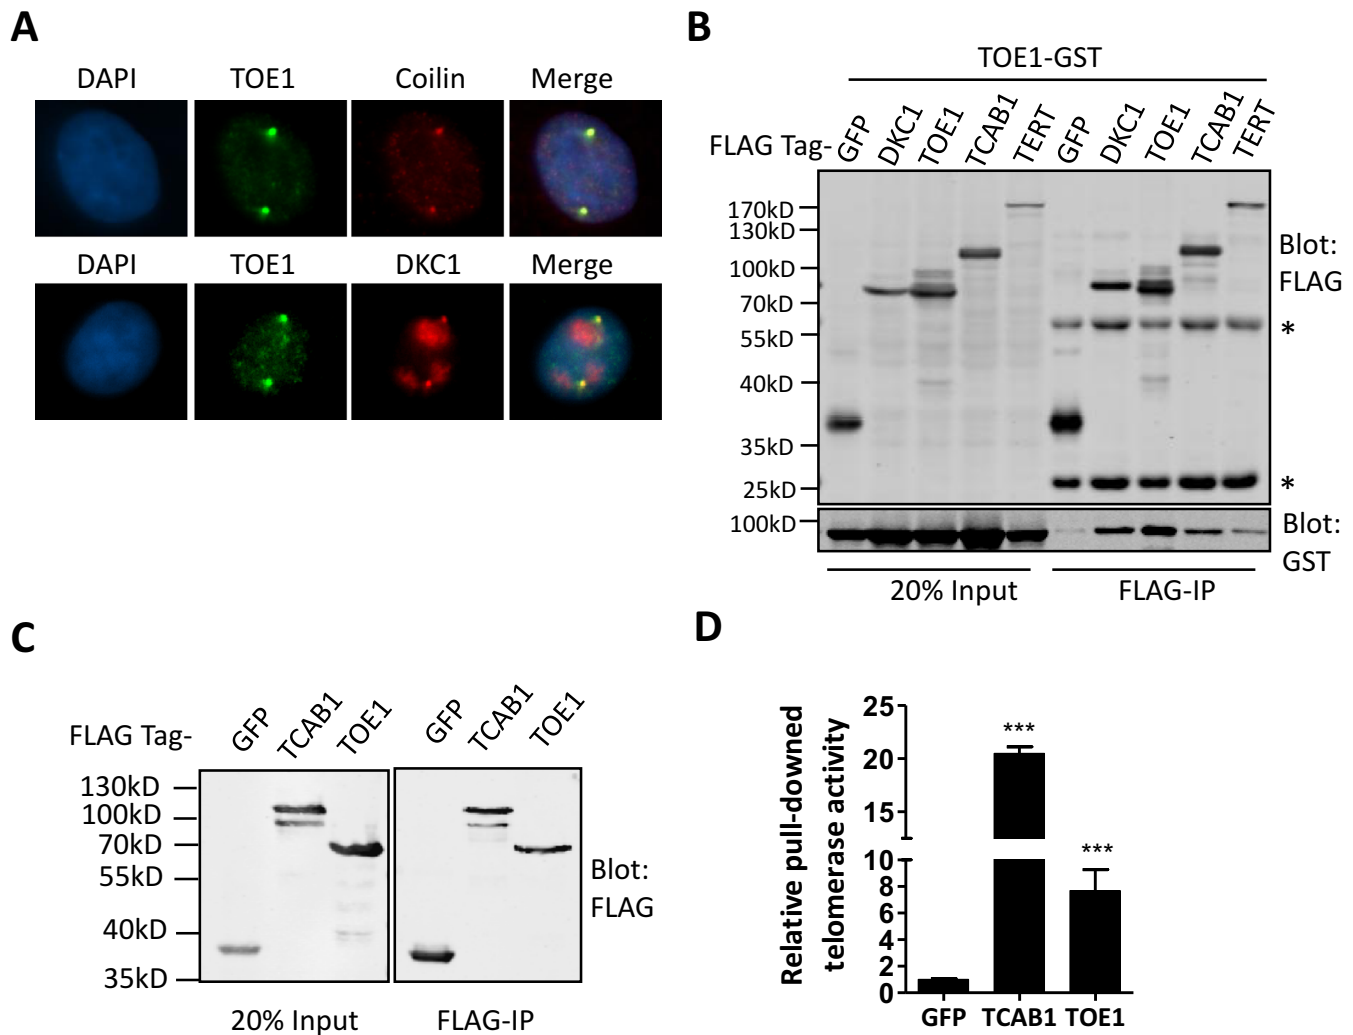 A
DAPI TOE1 Coilin Merge
DAPI TOE1 DKC1 Merge
B
TOE1-GST
FLAG Tag- GFP DKC1 TOE1 TCAB1 TERT GFP DKC1 TOE1 TCAB1 TERT
170kD
130kD
100kD
70kD
55kD
40kD
35kD
25kD
Blot:
FLAG
*
*
100kD
Blot:
GST
20% Input FLAG-IP
C
FLAG Tag- GFP TCAB1 TOE1 GFP TCAB1 TOE1
130kD
100kD
70kD
55kD
40kD
35kD
Blot:
FLAG
20% Input FLAG-IP
D
Relative pull-downed
telomerase activity
25
20
15
10
8
6
4
2
0
***
***
GFP TCAB1 TOE1